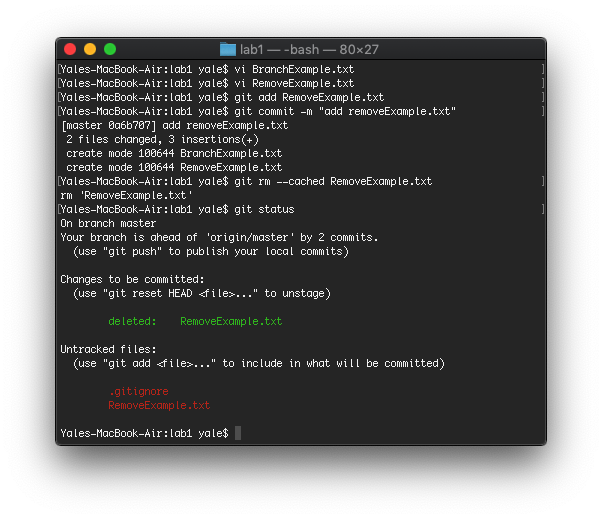 lab1 — -bash — 80×27
[Yales-MacBook-Air:lab1 yale$ vi BranchExample.txt ]
[Yales-MacBook-Air:lab1 yale$ vi RemoveExample.txt ]
[Yales-MacBook-Air:lab1 yale$ git add RemoveExample.txt ]
[Yales-MacBook-Air:lab1 yale$ git commit -m "add removeExample.txt" ]
[master 0a6b707] add removeExample.txt
 2 files changed, 3 insertions(+)
 create mode 100644 BranchExample.txt
 create mode 100644 RemoveExample.txt
[Yales-MacBook-Air:lab1 yale$ git rm --cached RemoveExample.txt ]
rm 'RemoveExample.txt'
[Yales-MacBook-Air:lab1 yale$ git status ]
On branch master
Your branch is ahead of 'origin/master' by 2 commits.
  (use "git push" to publish your local commits)
Changes to be committed:
  (use "git reset HEAD <file>..." to unstage)
        deleted:    RemoveExample.txt
Untracked files:
  (use "git add <file>..." to include in what will be committed)
        .gitignore
        RemoveExample.txt
Yales-MacBook-Air:lab1 yale$